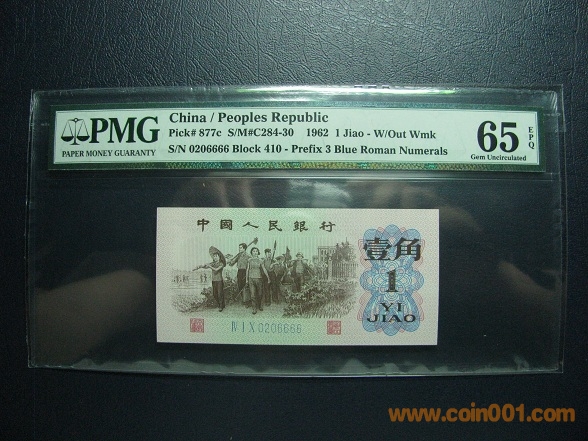 PMG
PAPER MONEY GUARANTY
China / Peoples Republic
Pick# 877c S/M#C284-30 1962 1 Jiao - W/Out Wmk
S/N 0206666 Block 410 - Prefix 3 Blue Roman Numerals
65 EPQ
Gem Uncirculated
中國人民銀行
壹角
1
YI
JIAO
IV I X 0206666
www.coin001.com